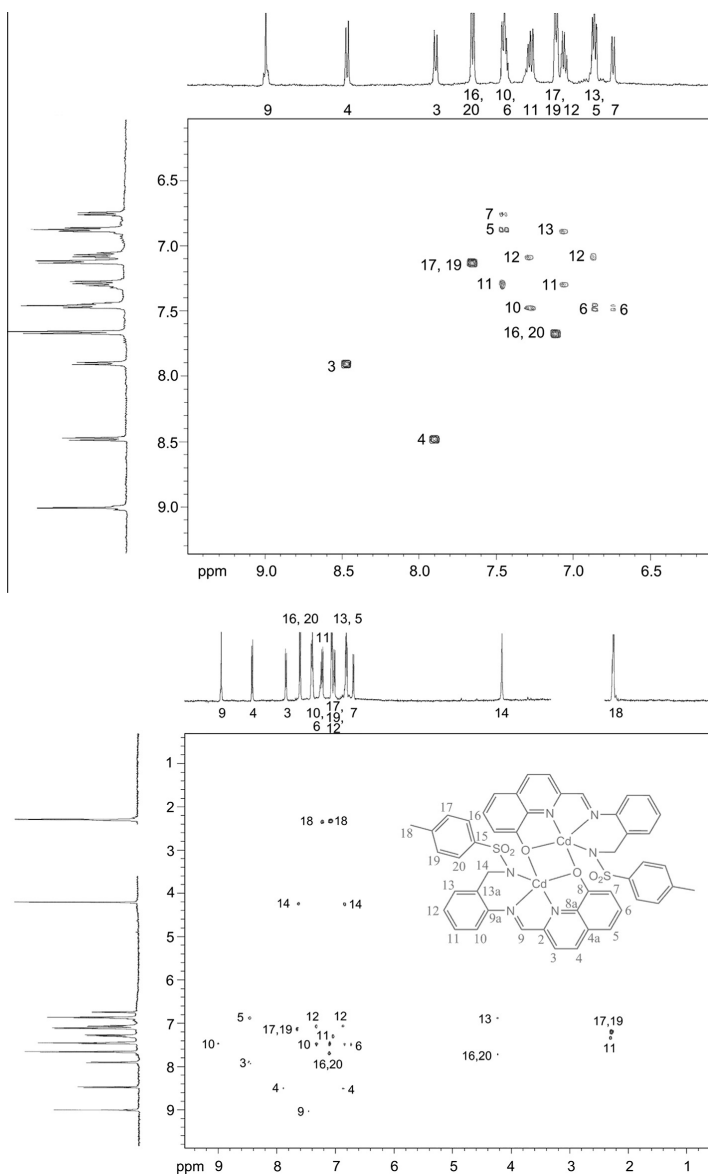 16, 10, 17, 13,
9 4 3 20 6 11 19 12 5 7
6.5
7.0
7.5
8.0
8.5
9.0
7
5 13
17, 19 12 12
11 11
10 6 6
16, 20
3
4
ppm 9.0 8.5 8.0 7.5 7.0 6.5
16, 20 13, 5
11
9 4 3 10, 17, 7 14 18
6 19,
12
1
2
3
4
5
6
7
8
9
18 18
14 14
5 12 12 13
17,19 17,19
10 10 11 6 11
3 16,20 16,20
4 4
9
17 16
18 15
19 20
SO2
N
14
13 13a
12 9a
11 10
N
9
Cd
O
N
2
3
4
4a
5
6
7
8
8a
O
Cd
N
N
N
O2S
ppm 9 8 7 6 5 4 3 2 1